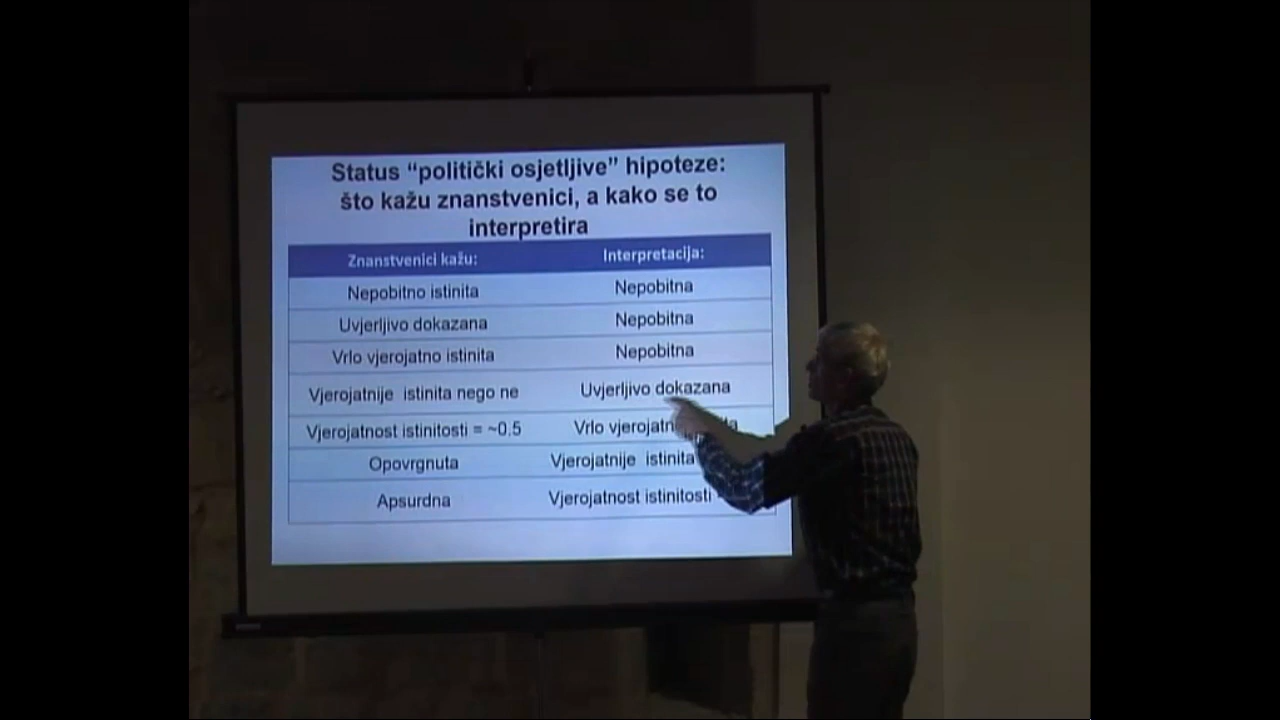 Status “politički osjetljive” hipoteze:
što kažu znanstvenici, a kako se to
interpretira
Znanstvenici kažu: Interpretacija:
Nepobitno istinita Nepobitna
Uvjerljivo dokazana Nepobitna
Vrlo vjerojatno istinita Nepobitna
Vjerojatnije istinita nego ne Uvjerljivo dokazana
Vjerojatnost istinitosti = ~0.5 Vrlo
Opovrgnuta Vjerojatnije istinita
Apsurdna Vjerojatnost istinitosti